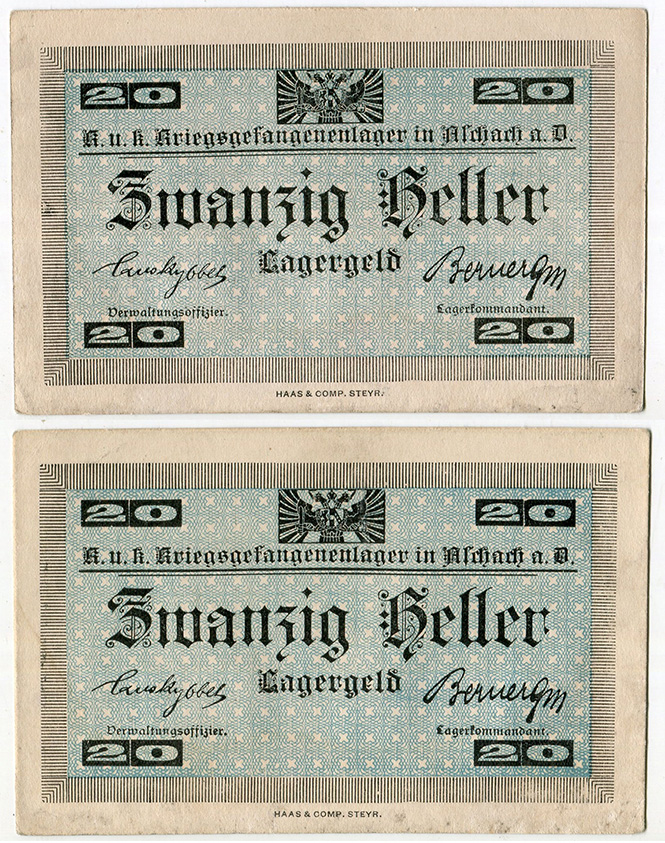 20 20
K. u. k. Kriegsgefangenenlager in Aschach a. D.
Zwanzig Heller
Lagergeld
Verwaltungsoffizier. Lagerkommandant.
20 20
HAAS & COMP. STEYR.
20 20
K. u. k. Kriegsgefangenenlager in Aschach a. D.
Zwanzig Heller
Lagergeld
Verwaltungsoffizier. Lagerkommandant.
20 20
HAAS & COMP. STEYR.